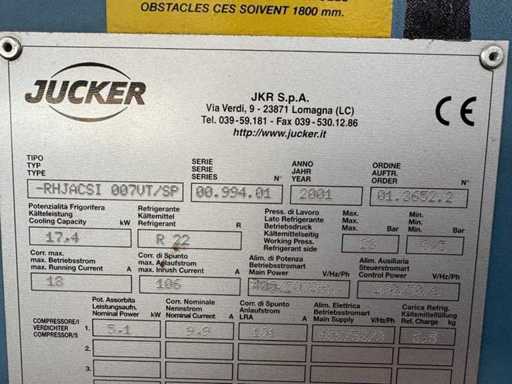 OBSTACLES CES SOIVENT 1800 mm.
JUCKER
JKR S.p.A.
Via Verdi, 9 - 23871 Lomagna (LC)
Tel. 039-59.181 - Fax 039-530.12.86
http://www.jucker.it
CE
TIPO SERIE ANNO ORDINE
TYP SERIE JAHR AUFTR.
TYPE SERIES N° YEAR ORDER N°
-RHJACSI 007VT/SP 00.994.01 2001 01.3652.2
Potenzialità Frigorifera Refrigerante Press. di Lavoro Max. Min.
Kälteleistung Kältemittel Lato Refrigerante Max. Min.
Cooling Capacity kW Refrigerant R Betriebsdruck Max. Bar Min. Bar
Kältemittelseitig
Working Press.
Refrigerant side
17.4 R 22
Corr. max. Corr. di Spunto Alim. di Potenza Alim. Ausiliaria
max. Betriebsstrom max. Anlaufstrom Betriebsstromart Steuerstromart
max. Running Current A max. Inrush Current A Main Power V/Hz/Ph Control Power V/Hz/Ph
13 106
Pot. Assorbita Corr. Nominale Corr. di Spunto Alim. Elettrica Carica Refrig.
Leistungsaufn. Nennstrom Anlaufstrom Betriebsstromart Kältemittelfüllung
Nominal Power kW Nominal Current A LRA A Main Supply V/Hz/Ph Ref. Charge kg
COMPRESSORE/I
VERDICHTER
COMPRESSOR/S
1. 5.1 9.9 101
2.
3.